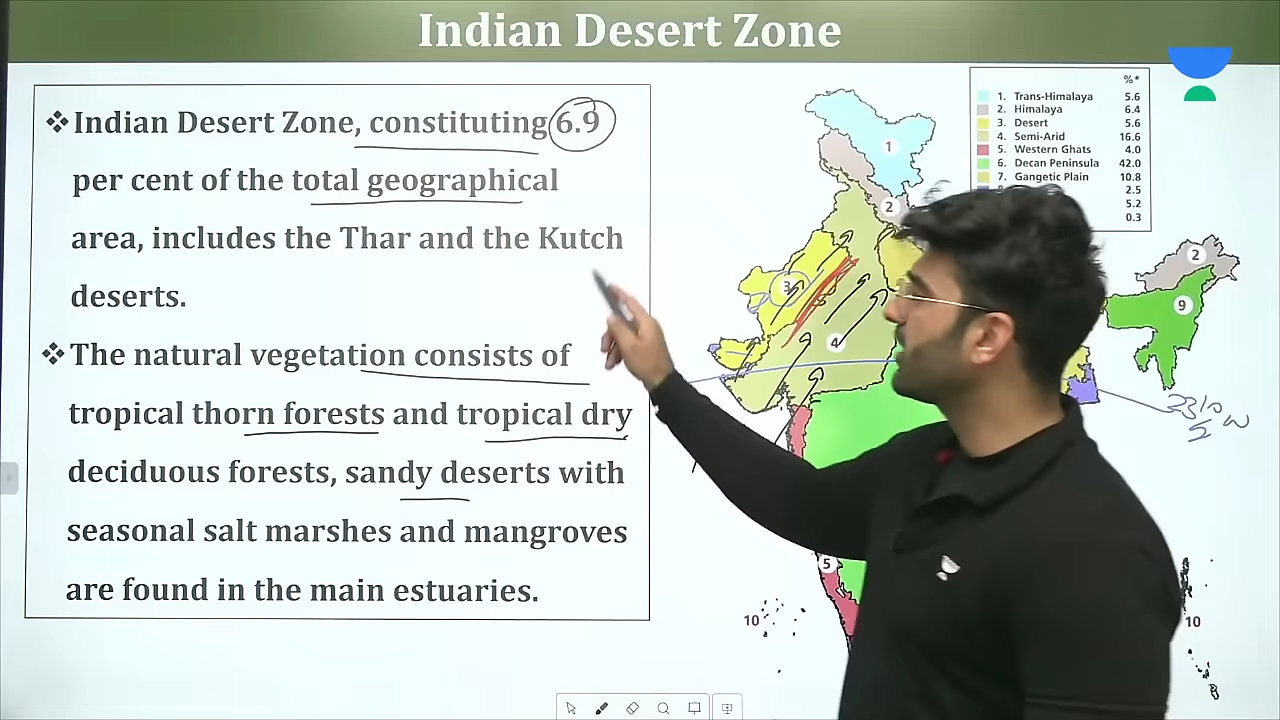 Indian Desert Zone
❖Indian Desert Zone, constituting 6.9
per cent of the total geographical
area, includes the Thar and the Kutch
deserts.
❖The natural vegetation consists of
tropical thorn forests and tropical dry
deciduous forests, sandy deserts with
seasonal salt marshes and mangroves
are found in the main estuaries.
%*
1. Trans-Himalaya 5.6
2. Himalaya 6.4
3. Desert 5.6
4. Semi-Arid 16.6
5. Western Ghats 4.0
6. Decan Peninsula 42.0
7. Gangetic Plain 10.8
2.5
5.2
0.3
1
2
2
3
9
4
5
10
10